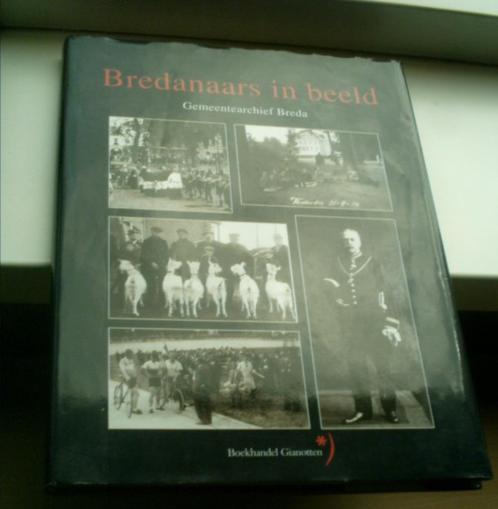 Bredanaars in beeld
Gemeentearchief Breda
Boekhandel Gianotten *)